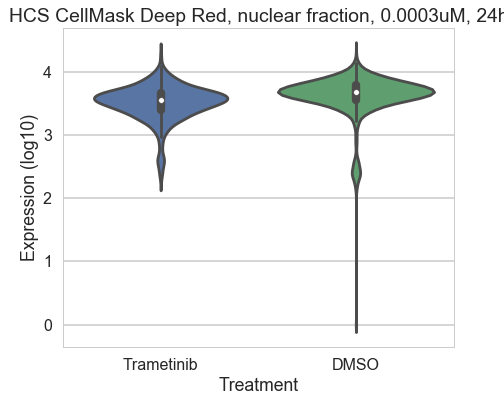 HCS CellMask Deep Red, nuclear fraction, 0.0003uM, 24h
Expression (log10)
4
3
2
1
0
Trametinib
DMSO
Treatment